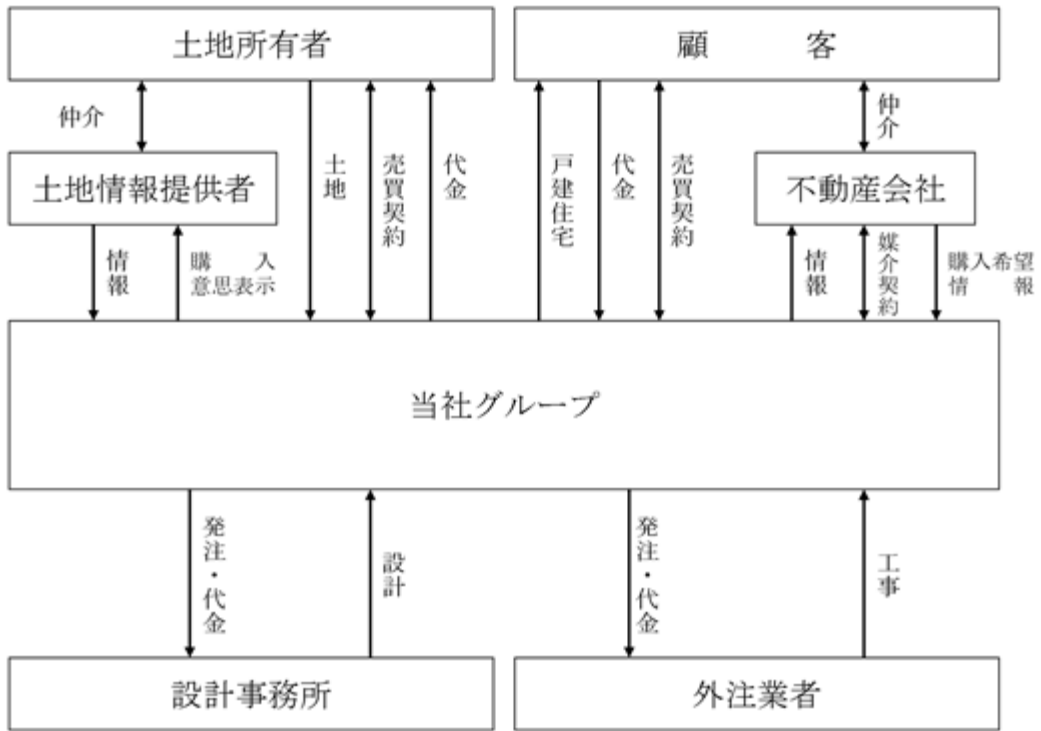 土地所有者
顧客
仲介
仲介
土地情報提供者
土地
売買契約
代金
戸建住宅
代金
売買契約
不動産会社
情報
購入
意思表示
情報
媒介契約
購入希望
情報
当社グループ
発注・代金
設計
発注・代金
工事
設計事務所
外注業者